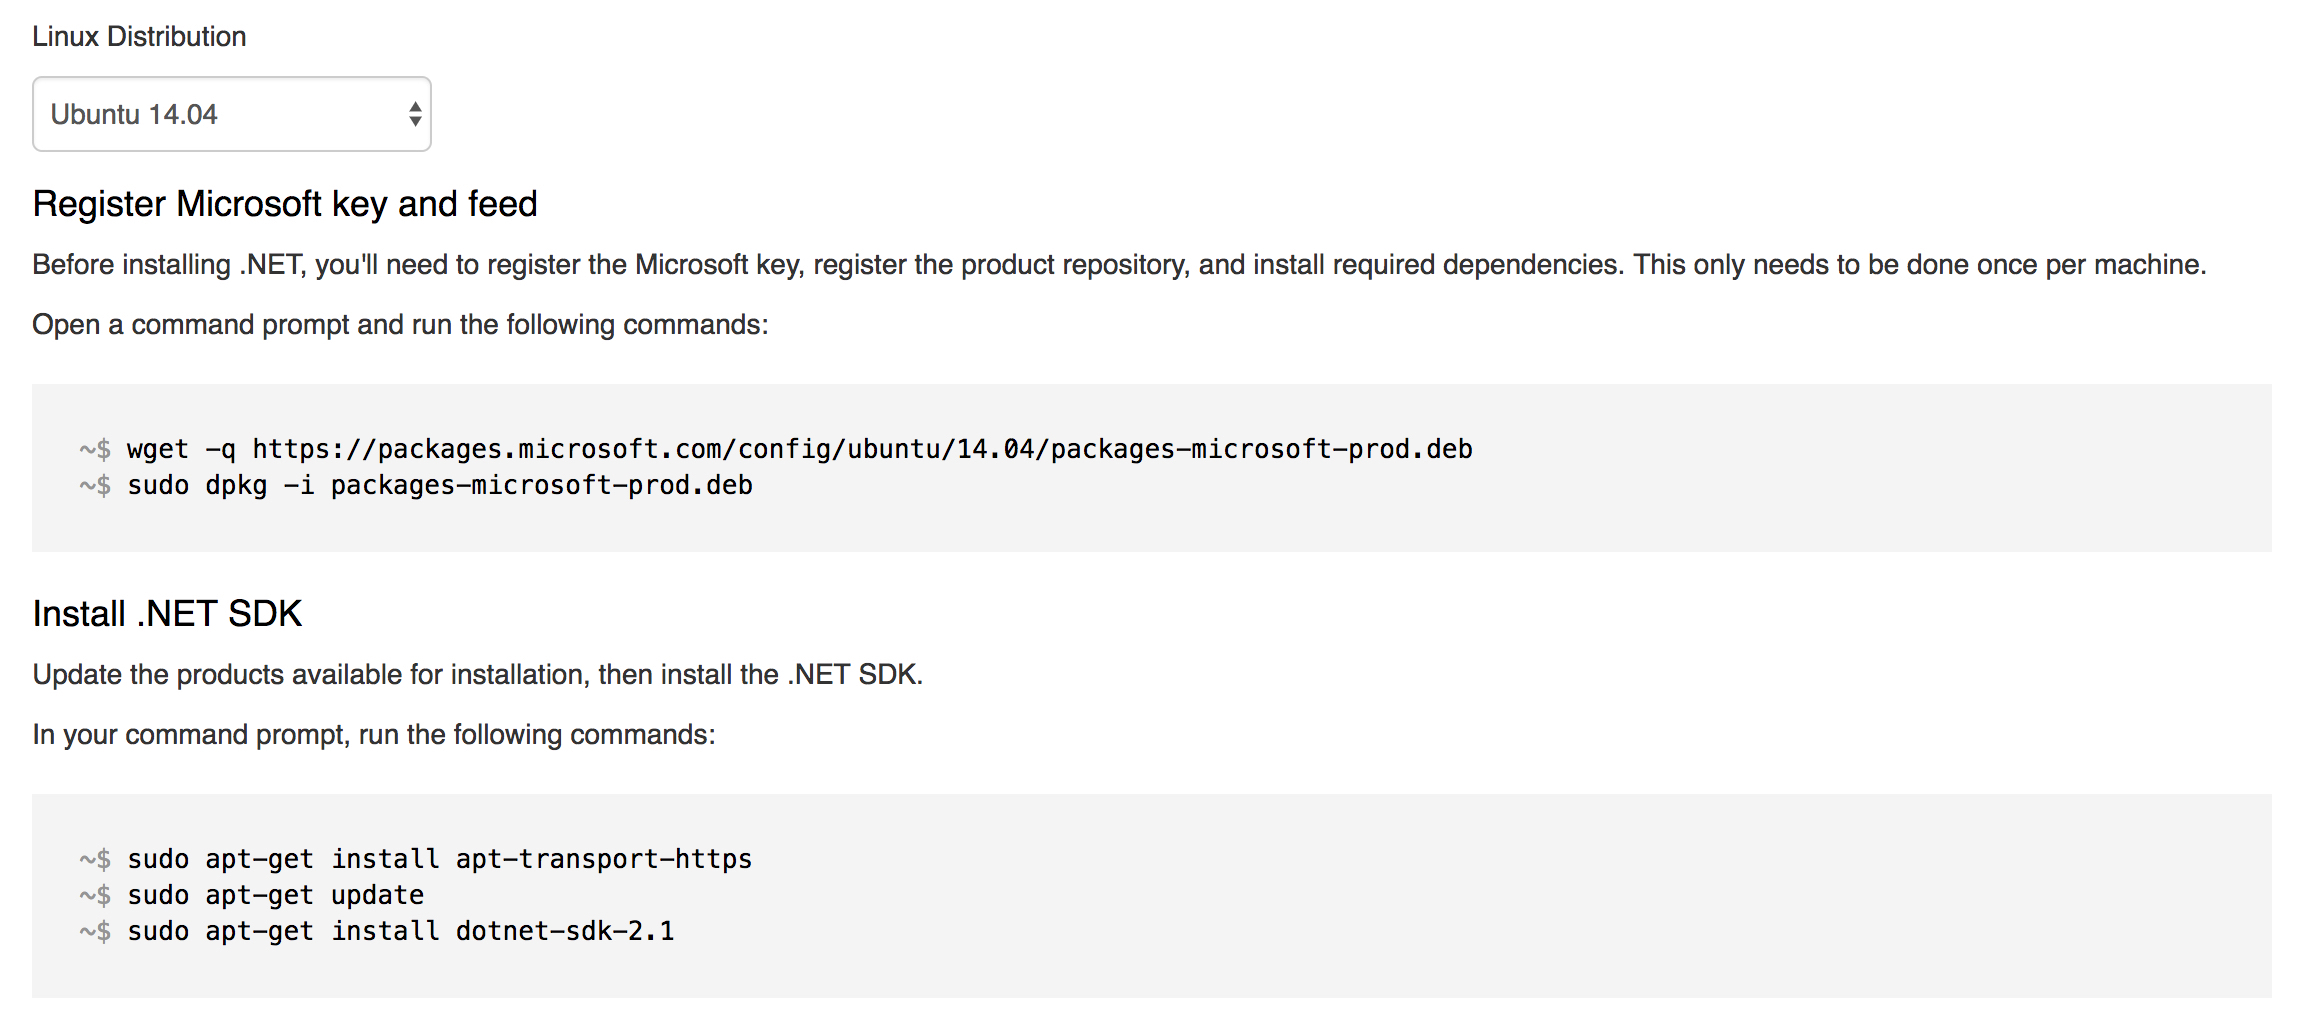 Linux Distribution
Ubuntu 14.04
Register Microsoft key and feed
Before installing .NET, you'll need to register the Microsoft key, register the product repository, and install required dependencies. This only needs to be done once per machine.
Open a command prompt and run the following commands:
~$ wget -q https://packages.microsoft.com/config/ubuntu/14.04/packages-microsoft-prod.deb
~$ sudo dpkg -i packages-microsoft-prod.deb
Install .NET SDK
Update the products available for installation, then install the .NET SDK.
In your command prompt, run the following commands:
~$ sudo apt-get install apt-transport-https
~$ sudo apt-get update
~$ sudo apt-get install dotnet-sdk-2.1